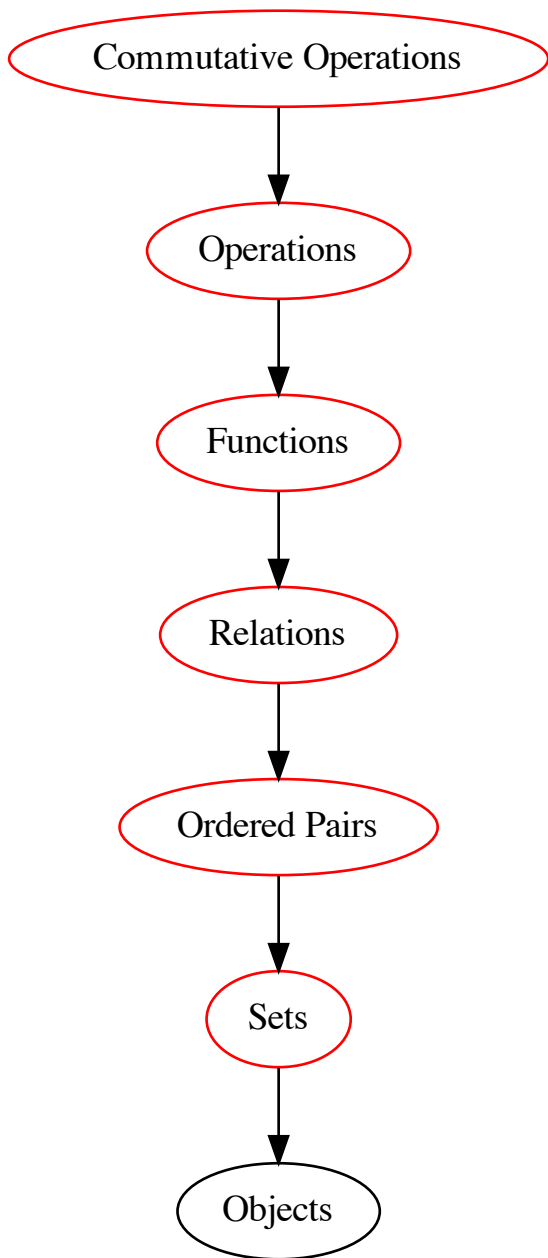 Commutative Operations
Operations
Functions
Relations
Ordered Pairs
Sets
Objects